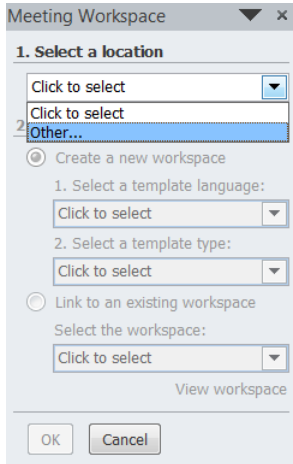 Meeting Workspace
1. Select a location
Click to select
Click to select
2
Other...
Create a new workspace
1. Select a template language:
Click to select
2. Select a template type:
Click to select
Link to an existing workspace
Select the workspace:
Click to select
View workspace
OK Cancel